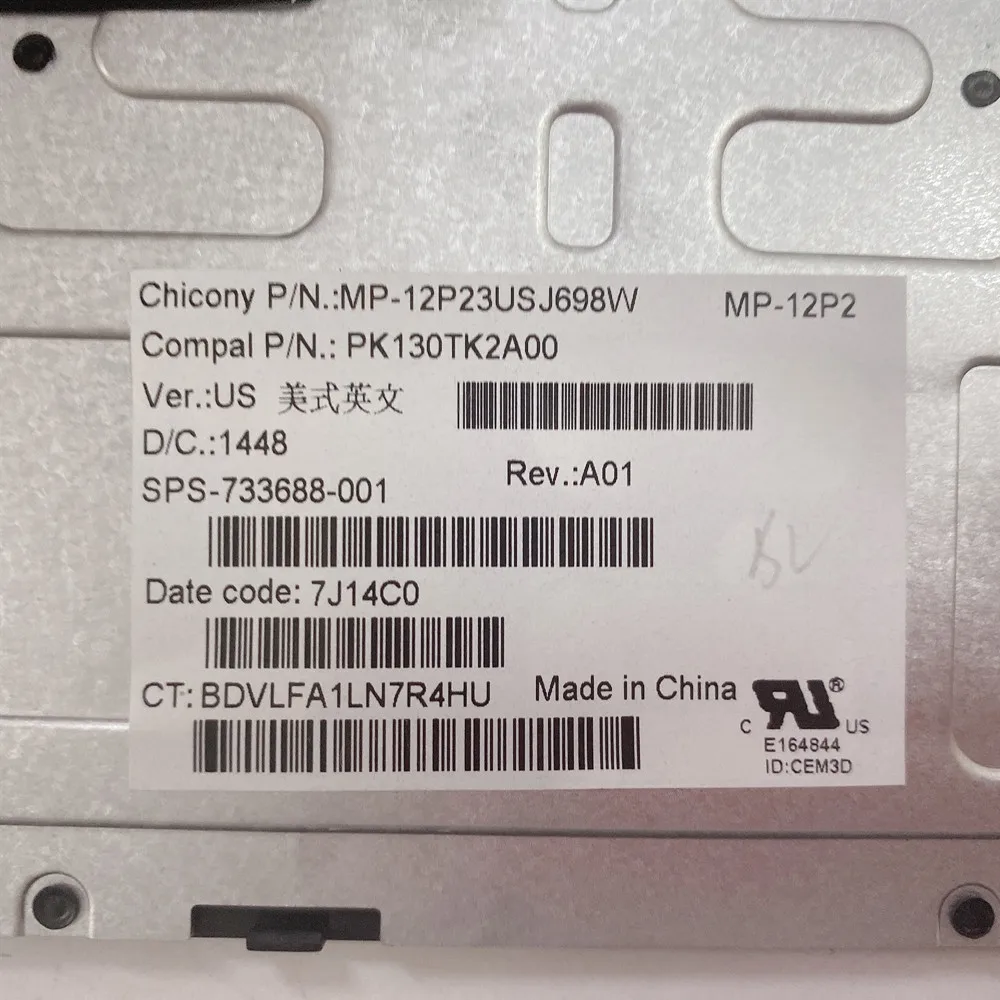 Chicony P/N.:MP-12P23USJ698W MP-12P2
Compal P/N.: PK130TK2A00
Ver.:US 美式英文
D/C.:1448
Rev.:A01
SPS-733688-001
Date code: 7J14C0
CT: BDVLFA1LN7R4HU Made in China
C RU ® US
E164844
ID:CEM3D